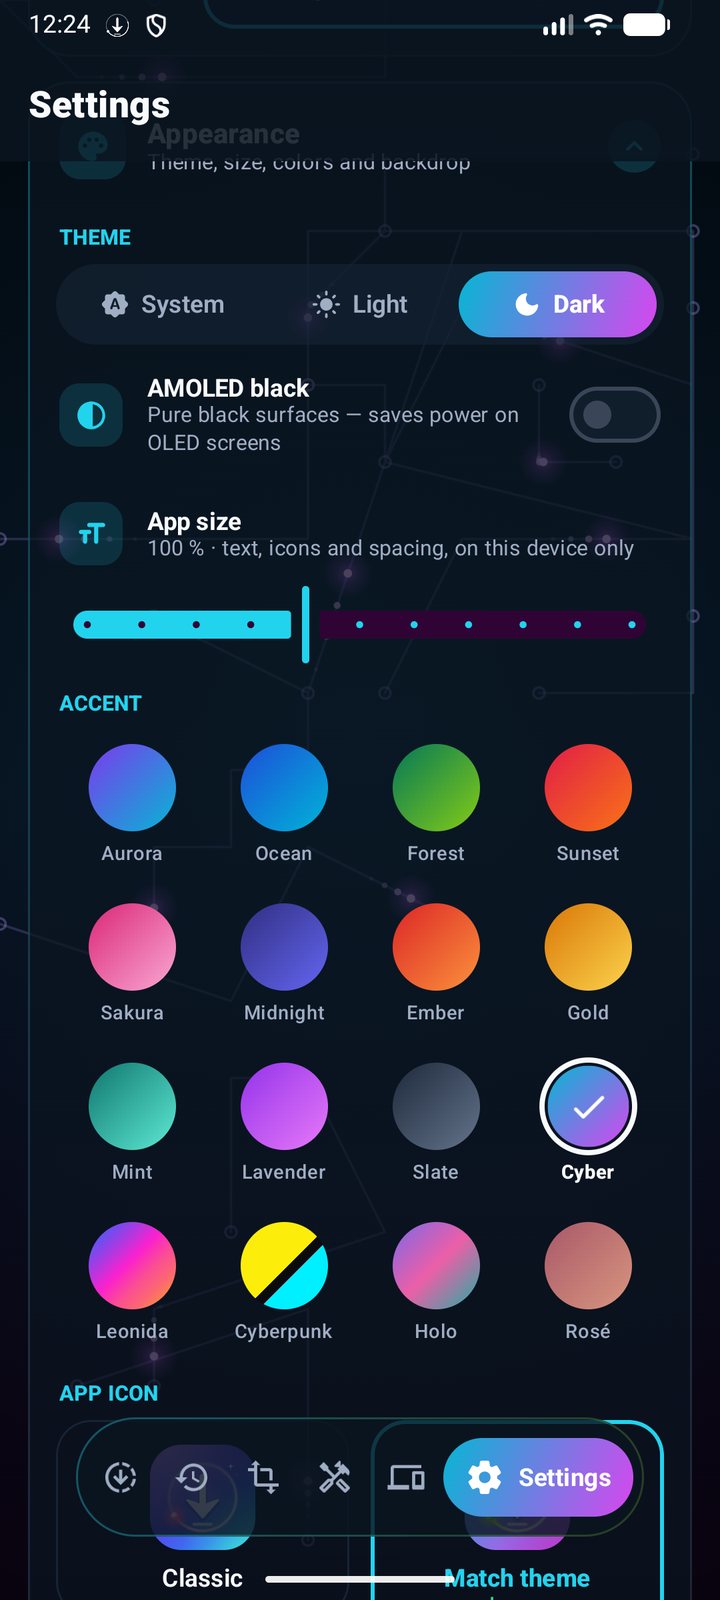 12:24
Settings
Appearance
Theme, size, colors and backdrop
THEME
System
Light
Dark
AMOLED black
Pure black surfaces — saves power on
OLED screens
App size
100 % · text, icons and spacing, on this device only
ACCENT
Aurora
Ocean
Forest
Sunset
Sakura
Midnight
Ember
Gold
Mint
Lavender
Slate
Cyber
Leonida
Cyberpunk
Holo
Rosé
APP ICON
Settings
Classic
Match theme